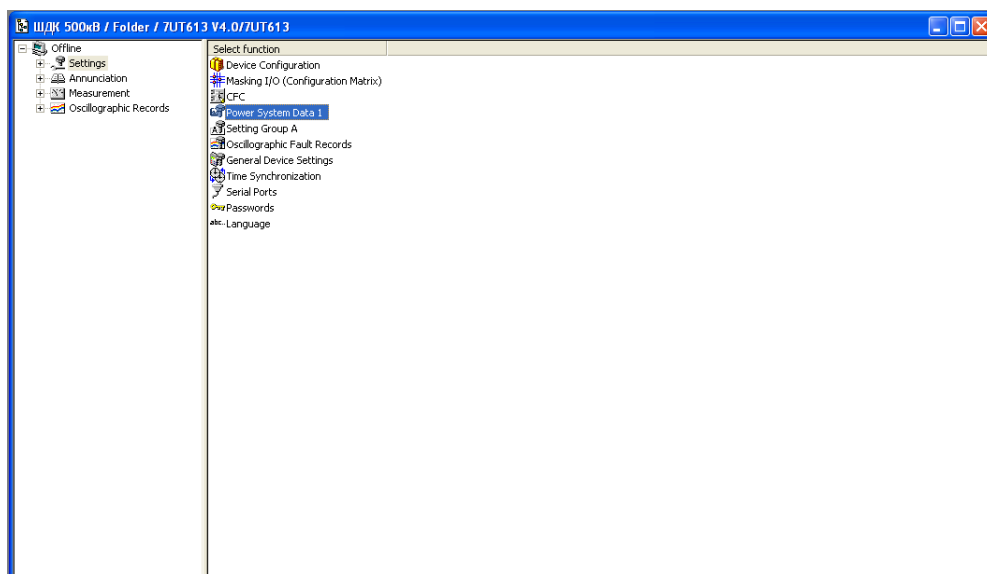 ШДК 500кВ / Folder / 7UT613 V4.0/7UT613
Offline
Settings
Annunciation
Measurement
Oscillographic Records
Select function
Device Configuration
Masking I/O (Configuration Matrix)
CFC
Power System Data 1
Setting Group A
Oscillographic Fault Records
General Device Settings
Time Synchronization
Serial Ports
Passwords
abc.. Language